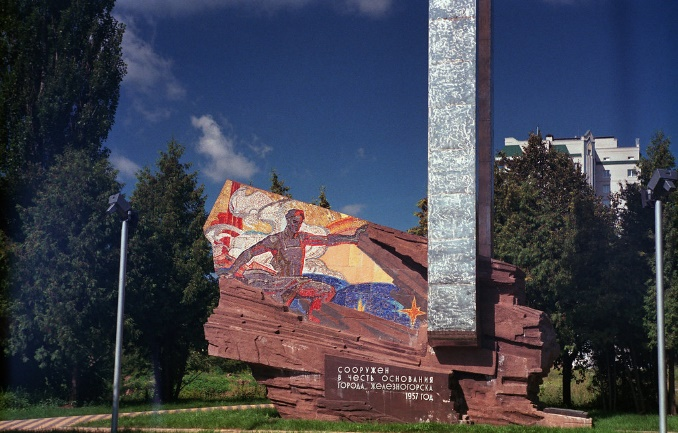 СООРУЖЕН
В ЧЕСТЬ ОСНОВАНИЯ
ГОРОДА ЖЕЛЕЗНОГОРСКА
1957 ГОД